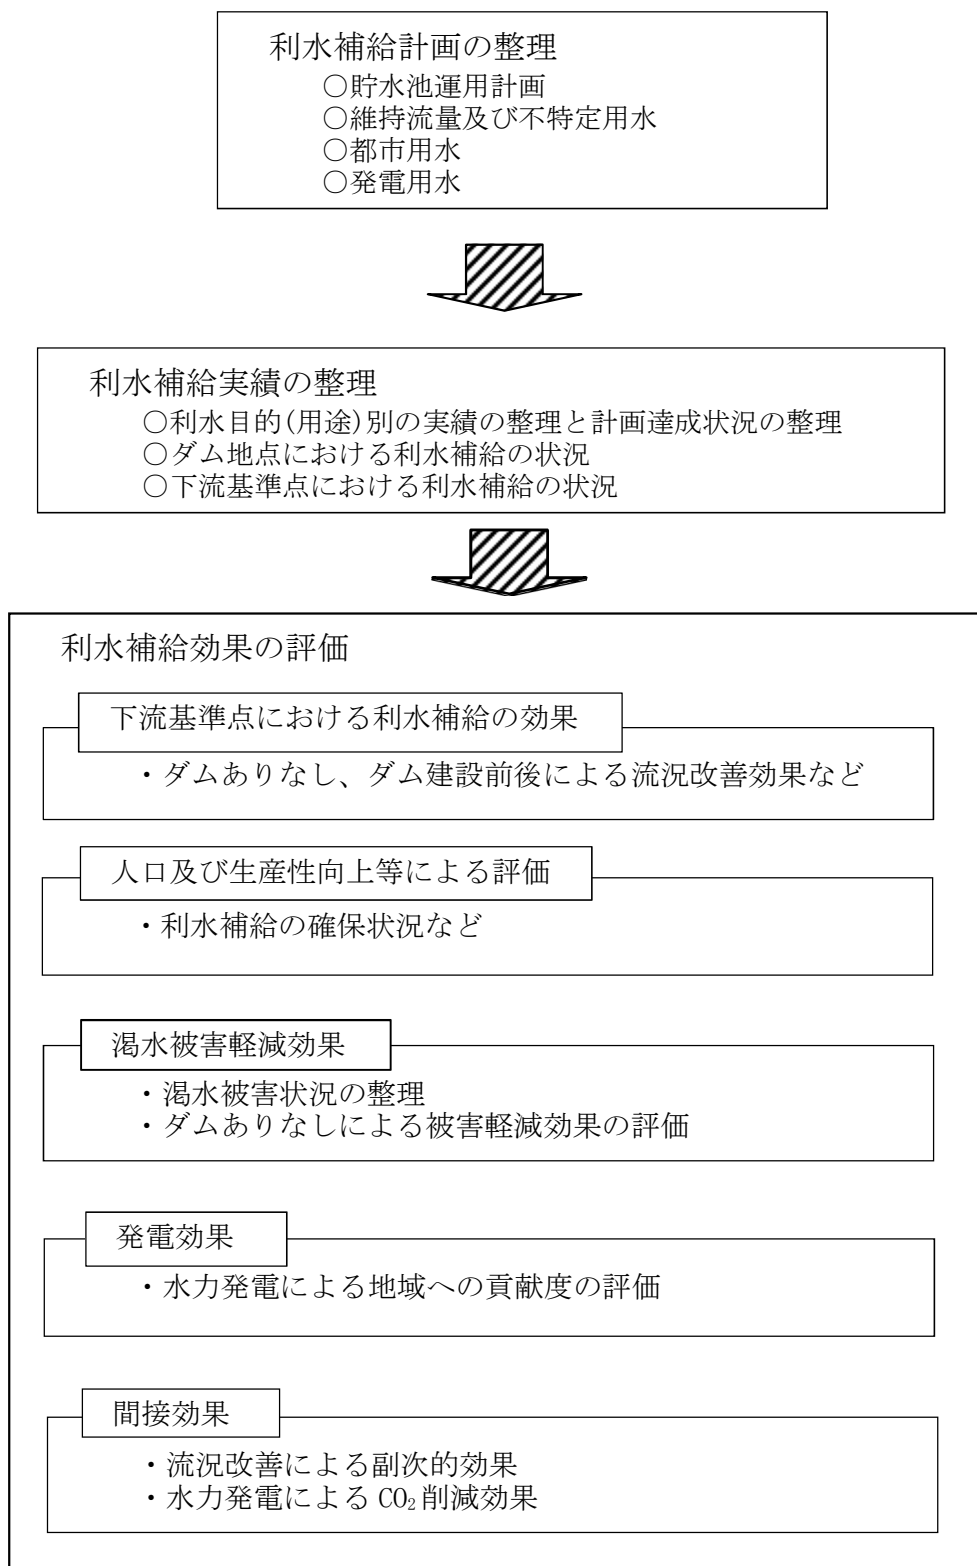 利水補給計画の整理
○貯水池運用計画
○維持流量及び不特定用水
○都市用水
○発電用水
利水補給実績の整理
○利水目的(用途)別の実績の整理と計画達成状況の整理
○ダム地点における利水補給の状況
○下流基準点における利水補給の状況
利水補給効果の評価
下流基準点における利水補給の効果
・ダムありなし、ダム建設前後による流況改善効果など
人口及び生産性向上等による評価
・利水補給の確保状況など
渇水被害軽減効果
・渇水被害状況の整理
・ダムありなしによる被害軽減効果の評価
発電効果
・水力発電による地域への貢献度の評価
間接効果
・流況改善による副次的効果
・水力発電による CO₂削減効果